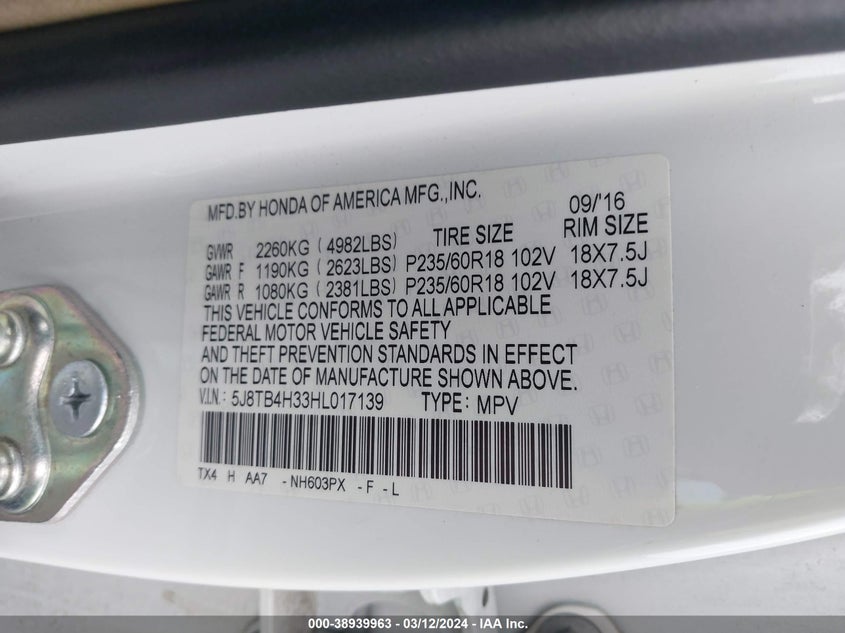 MFD.BY HONDA OF AMERICA MFG.,INC. 09/'16
TIRE SIZE RIM SIZE
GVWR 2260KG ( 4982LBS)
GAWR F 1190KG ( 2623LBS) P235/60R18 102V 18X7.5J
GAWR R 1080KG ( 2381LBS) P235/60R18 102V 18X7.5J
THIS VEHICLE CONFORMS TO ALL APPLICABLE
FEDERAL MOTOR VEHICLE SAFETY
AND THEFT PREVENTION STANDARDS IN EFFECT
ON THE DATE OF MANUFACTURE SHOWN ABOVE.
V.I.N.: 5J8TB4H33HL017139 TYPE: MPV
TX4 H AA7 - NH603PX - F - L
000-38939963 - 03/12/2024 - IAA Inc.